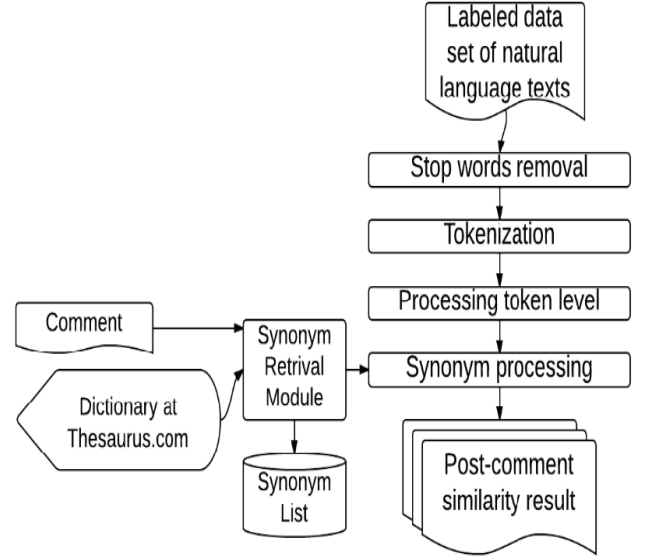 Labeled data
set of natural
language texts
Stop words removal
Tokenization
Processing token level
Comment
Synonym
Retrival
Module
Synonym processing
Dictionary at
Thesaurus.com
Synonym
List
Post-comment
similarity result